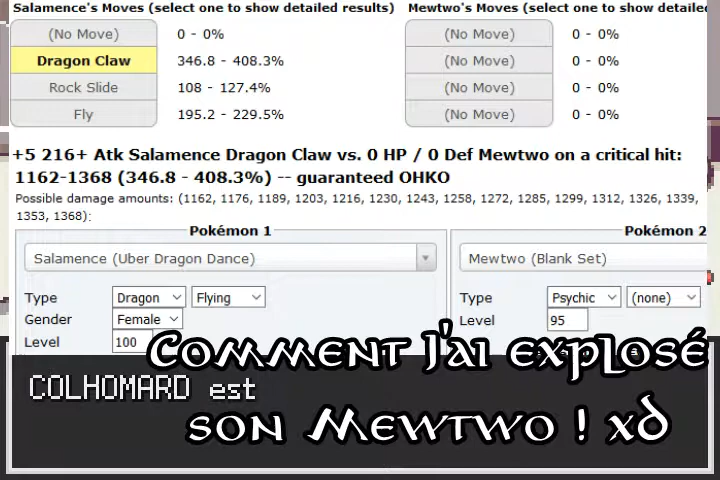 Salamence's Moves (select one to show detailed results)
Mewtwo's Moves (select one to show detailed
(No Move) 0 - 0%
(No Move) 0 - 0%
Dragon Claw 346.8 - 408.3%
(No Move) 0 - 0%
Rock Slide 108 - 127.4%
(No Move) 0 - 0%
Fly 195.2 - 229.5%
(No Move) 0 - 0%
+5 216+ Atk Salamence Dragon Claw vs. 0 HP / 0 Def Mewtwo on a critical hit:
1162-1368 (346.8 - 408.3%) -- guaranteed OHKO
Possible damage amounts: (1162, 1176, 1189, 1203, 1216, 1230, 1243, 1258, 1272, 1285, 1299, 1312, 1326, 1339,
1353, 1368):
Pokémon 1
Pokémon 2
Salamence (Uber Dragon Dance)
Mewtwo (Blank Set)
Type Dragon Flying
Type Psychic (none)
Gender Female
Level 95
Level 100
Comment j'ai explosé
COLHOMARD est
son Mewtwo ! xd